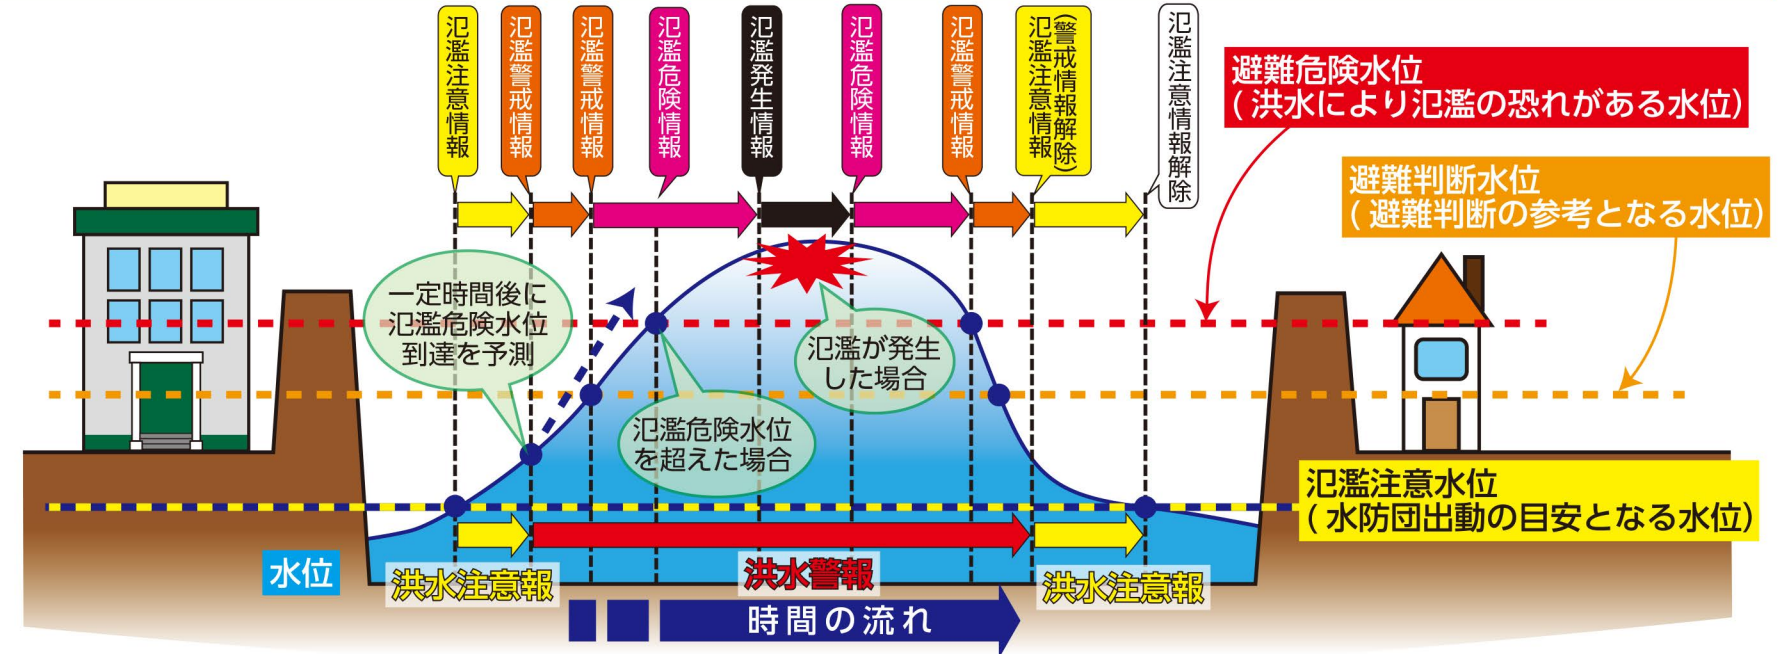 氾濫注意情報
氾濫警戒情報
氾濫警戒情報
氾濫危険情報
氾濫発生情報
氾濫危険情報
氾濫警戒情報
(警戒情報解除)
氾濫注意情報
氾濫注意情報解除
避難危険水位
(洪水により氾濫の恐れがある水位)
避難判断水位
(避難判断の参考となる水位)
一定時間後に
氾濫危険水位
到達を予測
氾濫が発生
した場合
氾濫危険水位
を超えた場合
氾濫注意水位
(水防団出動の目安となる水位)
水位
洪水注意報
洪水警報
洪水注意報
時間の流れ